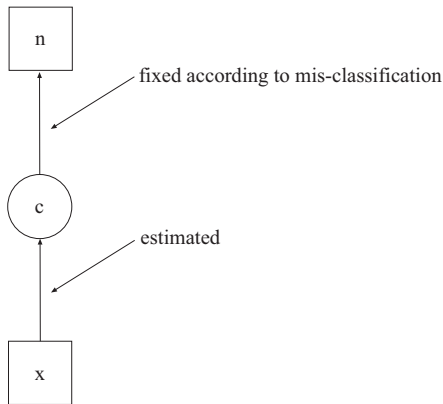 n
fixed according to mis-classification
c
estimated
x